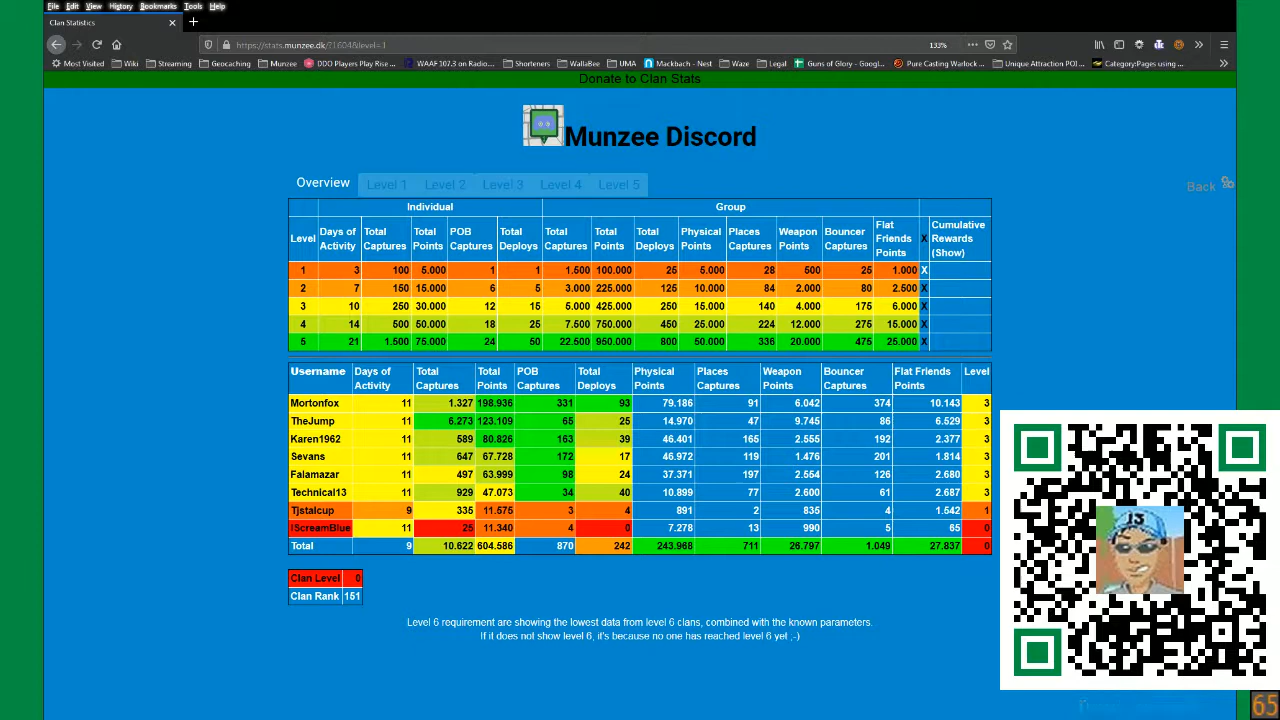 File Edit View History Bookmarks Tools Help
Clan Statistics
https://stats.munzee.dk/?1604&level=1 133%
Most Visited Wiki Streaming Geocaching Munzee DDO Players Play Rise ... WAAF 107.3 on Radio... Shorteners WallaBee UMA Mackbach - Nest Waze Legal Guns of Glory - Googl... Pure Casting Warlock ... Unique Attraction POI ... Category:Pages using ...
Donate to Clan Stats
Munzee Discord
Overview Level 1 Level 2 Level 3 Level 4 Level 5
Back
Individual Group
Level Days of Activity Total Captures Total Points POB Captures Total Deploys Total Captures Total Points Total Deploys Physical Points Places Captures Weapon Points Bouncer Captures Flat Friends Points X Cumulative Rewards (Show)
1 3 100 5.000 1 1 1.500 100.000 25 5.000 28 500 25 1.000 X
2 7 150 15.000 6 5 3.000 225.000 125 10.000 84 2.000 80 2.500 X
3 10 250 30.000 12 15 5.000 425.000 250 15.000 140 4.000 175 6.000 X
4 14 500 50.000 18 25 7.500 750.000 450 25.000 224 12.000 275 15.000 X
5 21 1.500 75.000 24 50 22.500 950.000 800 50.000 336 20.000 475 25.000 X
Username Days of Activity Total Captures Total Points POB Captures Total Deploys Physical Points Places Captures Weapon Points Bouncer Captures Flat Friends Points Level
Mortonfox 11 1.327 198.936 331 93 79.186 91 6.042 374 10.143 3
TheJump 11 6.273 123.109 65 25 14.970 47 9.745 86 6.529 3
Karen1962 11 589 80.826 163 39 46.401 165 2.555 192 2.377 3
Sevans 11 647 67.728 172 17 46.972 119 1.476 201 1.814 3
Falamazar 11 497 63.999 98 24 37.371 197 2.554 126 2.680 3
Technical13 11 929 47.073 34 40 10.899 77 2.600 61 2.687 3
Tjstalcup 9 335 11.575 3 4 891 2 835 4 1.542 1
IScreamBlue 11 25 11.340 4 0 7.278 13 990 5 65 0
Total 9 10.622 604.586 870 242 243.968 711 26.797 1.049 27.837 0
Clan Level 0
Clan Rank 151
Level 6 requirement are showing the lowest data from level 6 clans, combined with the known parameters.
If it does not show level 6, it's because no one has reached level 6 yet ;-)
13
65